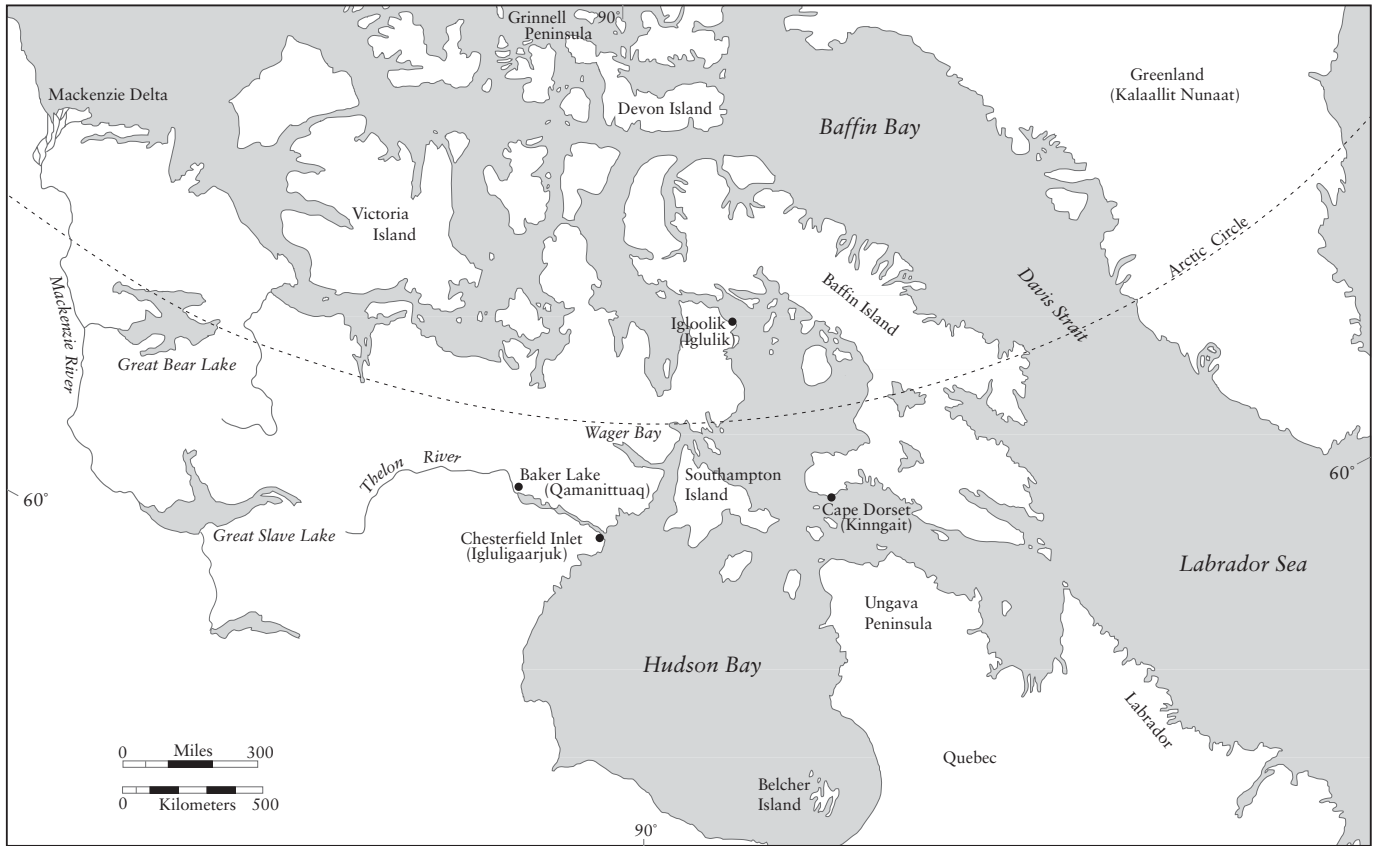 Grinnell
Peninsula
90°
Mackenzie Delta
Devon Island
Baffin Bay
Greenland
(Kalaallit Nunaat)
Victoria
Island
Arctic Circle
Davis Strait
Baffin Island
Mackenzie River
Igloolik
(Iglulik)
Great Bear Lake
Wager Bay
Thelon River
Baker Lake
(Qamanittuaq)
Southampton
Island
60°
60°
Cape Dorset
(Kinngait)
Great Slave Lake
Chesterfield Inlet
(Igluligaarjuk)
Labrador Sea
Ungava
Peninsula
Hudson Bay
Labrador
Quebec
0 Miles 300
0 Kilometers 500
Belcher
Island
90°